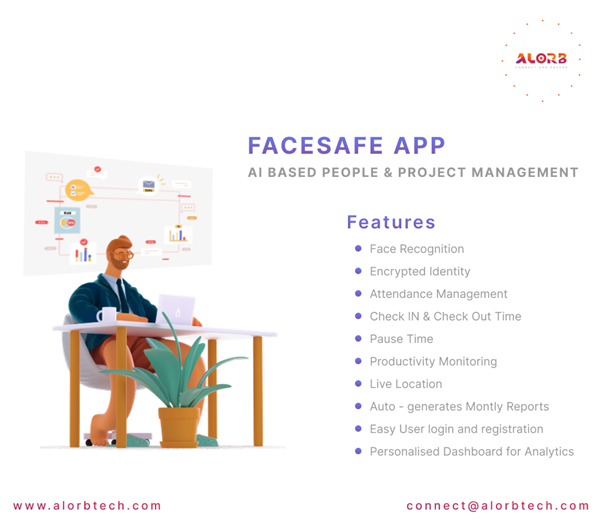 ALORB
FACESAFE APP
AI BASED PEOPLE & PROJECT MANAGEMENT
Features
Face Recognition
Encrypted Identity
Attendance Management
Check IN & Check Out Time
Pause Time
Productivity Monitoring
Live Location
Auto - generates Montly Reports
Easy User login and registration
Personalised Dashboard for Analytics
www.alorbtech.com
connect@alorbtech.com